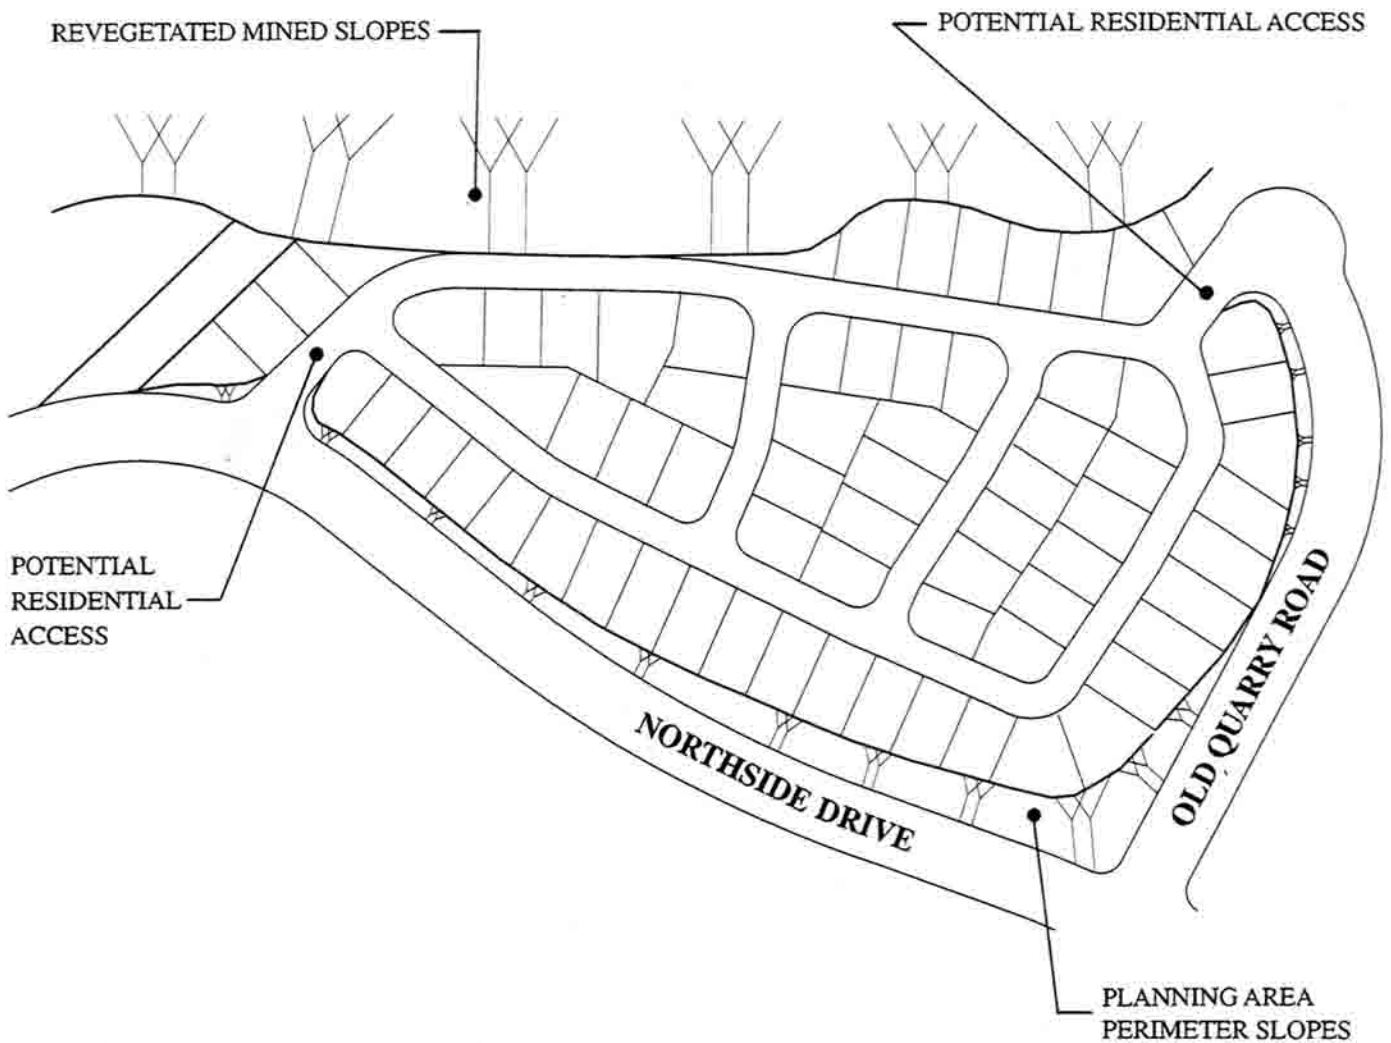 REVEGETATED MINED SLOPES
POTENTIAL RESIDENTIAL ACCESS
POTENTIAL
RESIDENTIAL
ACCESS
NORTHSIDE DRIVE
OLD QUARRY ROAD
PLANNING AREA
PERIMETER SLOPES